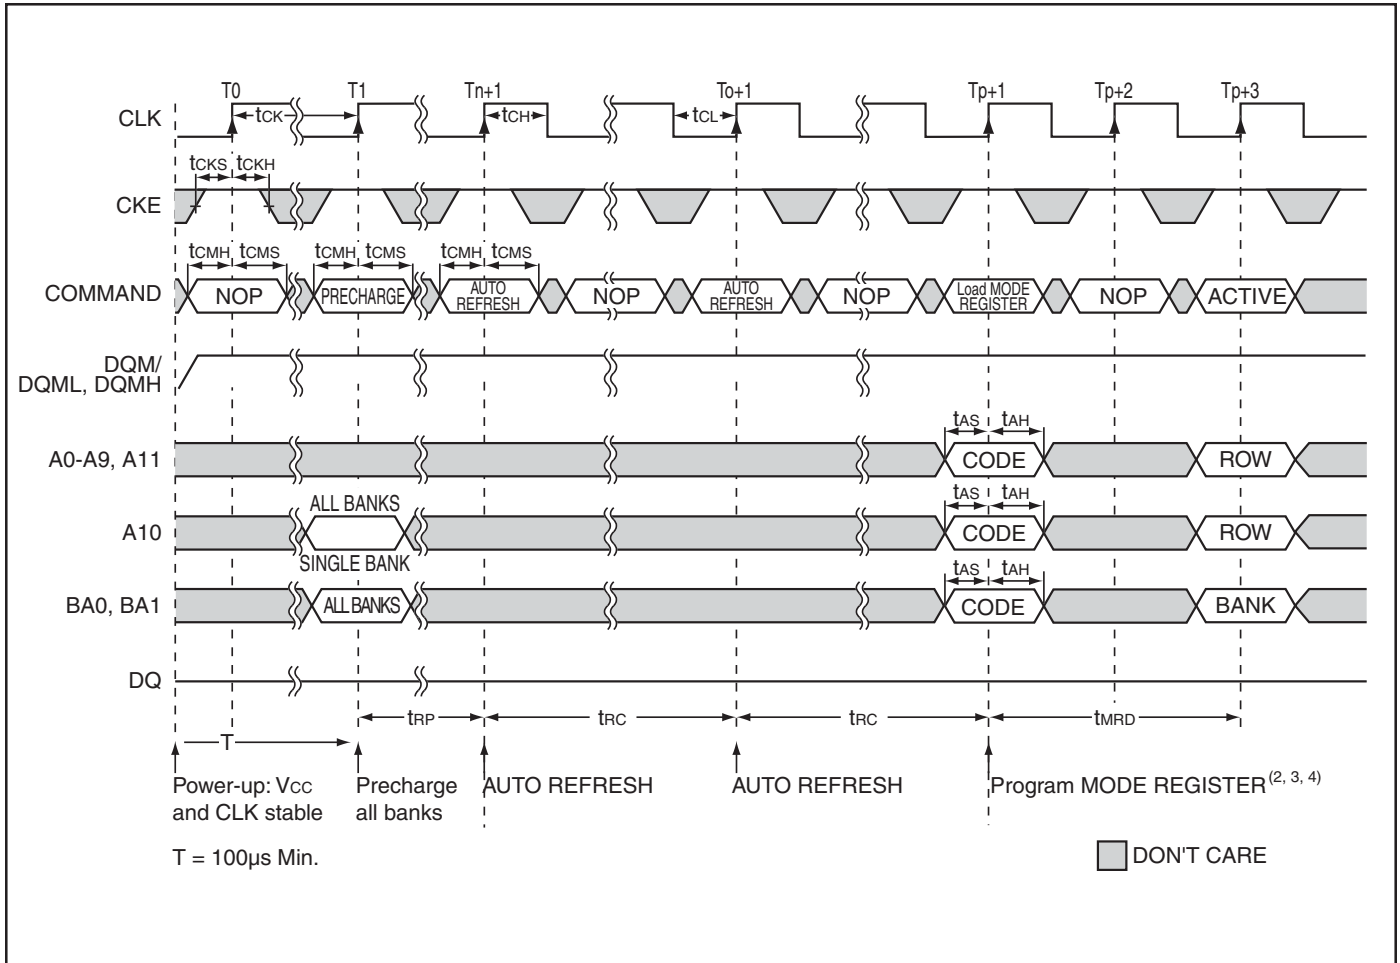 T0 T1 Tn+1 To+1 Tp+1 Tp+2 Tp+3
CLK tCK tCH tCL
tCKS tCKH
CKE
tCMH tCMS tCMH tCMS tCMH tCMS
COMMAND NOP PRECHARGE AUTO REFRESH NOP AUTO REFRESH NOP Load MODE REGISTER NOP ACTIVE
DQM/
DQML, DQMH
tAS tAH
A0-A9, A11 CODE ROW
ALL BANKS tAS tAH
A10 CODE ROW
SINGLE BANK tAS tAH
BA0, BA1 ALL BANKS CODE BANK
DQ
tRP tRC tRC tMRD
T
Power-up: VCC Precharge AUTO REFRESH AUTO REFRESH Program MODE REGISTER(2, 3, 4)
and CLK stable all banks
T = 100µs Min. DON'T CARE